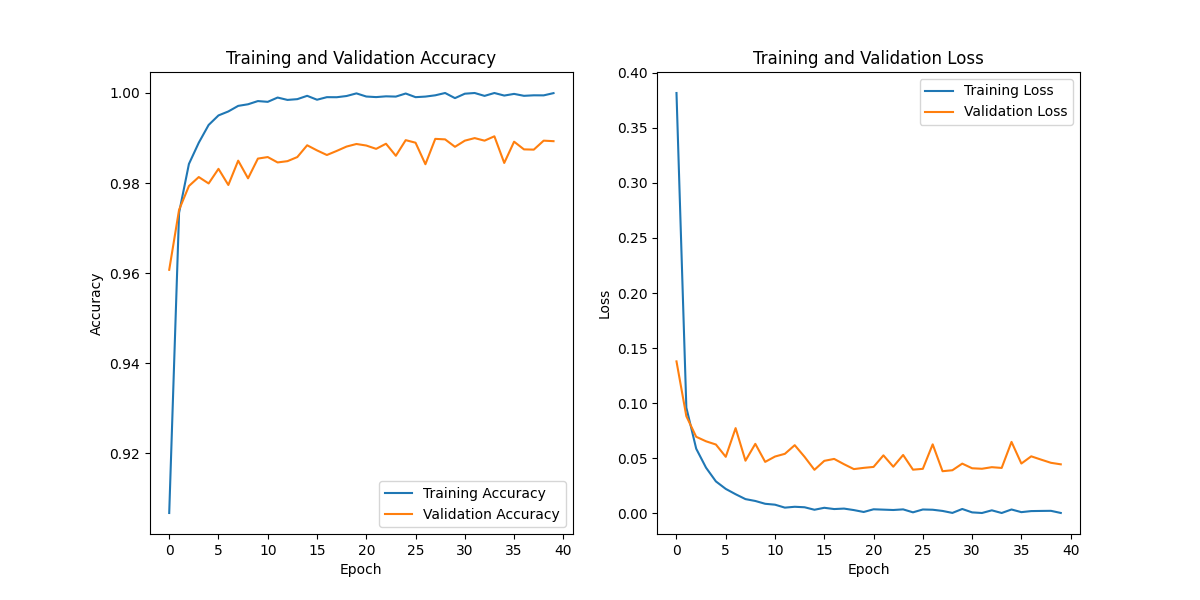 Training and Validation Accuracy
1.00
0.98
0.96
0.94
0.92
Accuracy
0 5 10 15 20 25 30 35 40
Epoch
Training Accuracy
Validation Accuracy
Training and Validation Loss
0.40
0.35
0.30
0.25
0.20
0.15
0.10
0.05
0.00
Loss
0 5 10 15 20 25 30 35 40
Epoch
Training Loss
Validation Loss